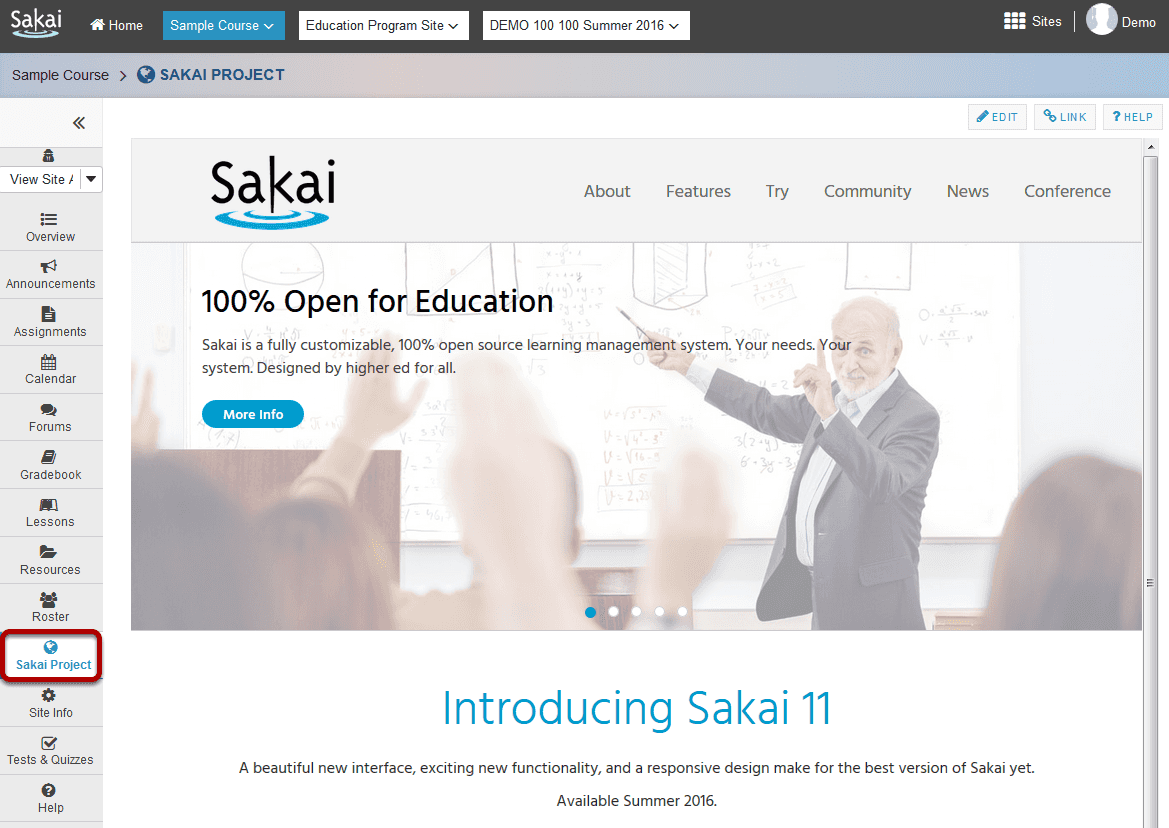 Sakai
Home
Sample Course
Education Program Site
DEMO 100 100 Summer 2016
Sites
Demo
Sample Course
SAKAI PROJECT
EDIT
LINK
? HELP
View Site A
Overview
Announcements
Assignments
Calendar
Forums
Gradebook
Lessons
Resources
Roster
Sakai Project
Site Info
Tests & Quizzes
Help
Sakai
About
Features
Try
Community
News
Conference
100% Open for Education
Sakai is a fully customizable, 100% open source learning management system. Your needs. Your
system. Designed by higher ed for all.
More Info
Introducing Sakai 11
A beautiful new interface, exciting new functionality, and a responsive design make for the best version of Sakai yet.
Available Summer 2016.